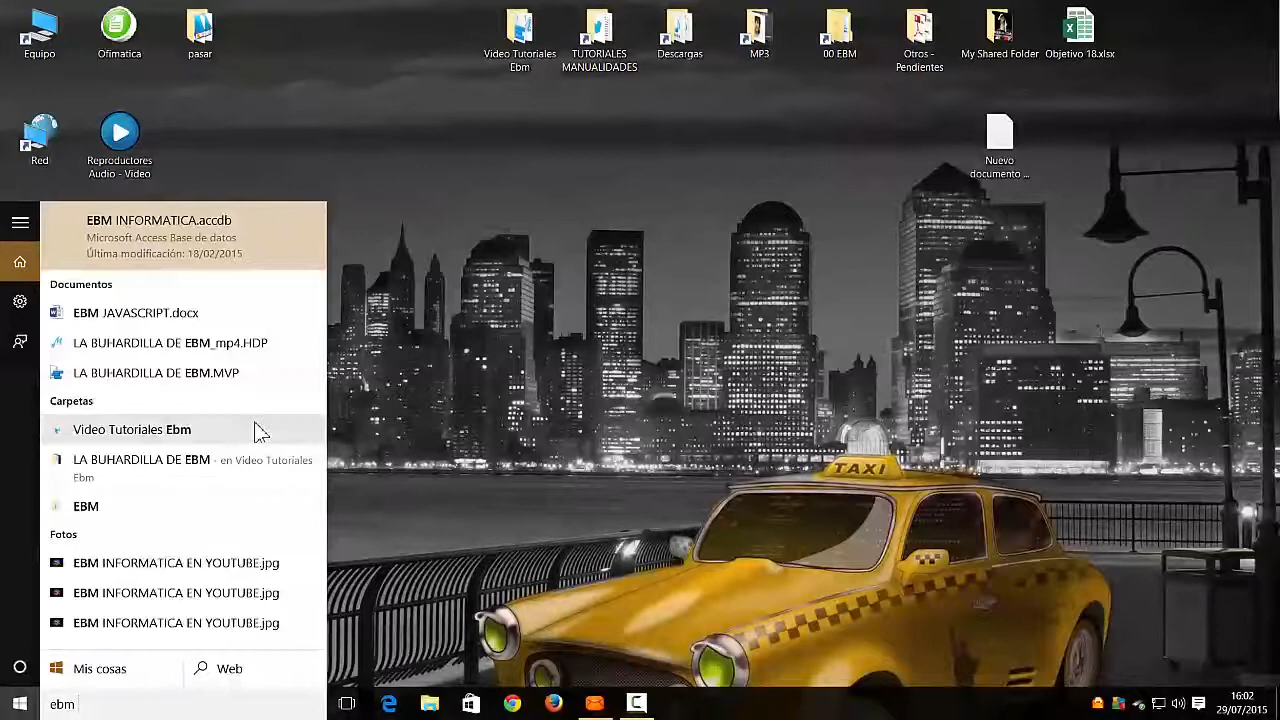 Equipo
Ofimatica
pasar
Video Tutoriales
Ebm
TUTORIALES
MANUALIDADES
Descargas
MP3
00 EBM
Otros -
Pendientes
My Shared Folder
Objetivo 18.xlsx
Red
Reproductores
Audio - Video
Nuevo
documento ...
EBM INFORMATICA.accdb
Microsoft Access Base de datos -
Última modificación: 18/02/2015
Documentos
EBM JAVASCRIPT.docx
LA BUHARDILLA DE EBM_mp4.HDP
LA BUHARDILLA DE EBM.MVP
Carpetas
Video Tutoriales Ebm
LA BUHARDILLA DE EBM - en Video Tutoriales
Ebm
EBM
Fotos
EBM INFORMATICA EN YOUTUBE.jpg
EBM INFORMATICA EN YOUTUBE.jpg
EBM INFORMATICA EN YOUTUBE.jpg
Mis cosas
Web
ebm
TAXI
16:02
29/07/2015